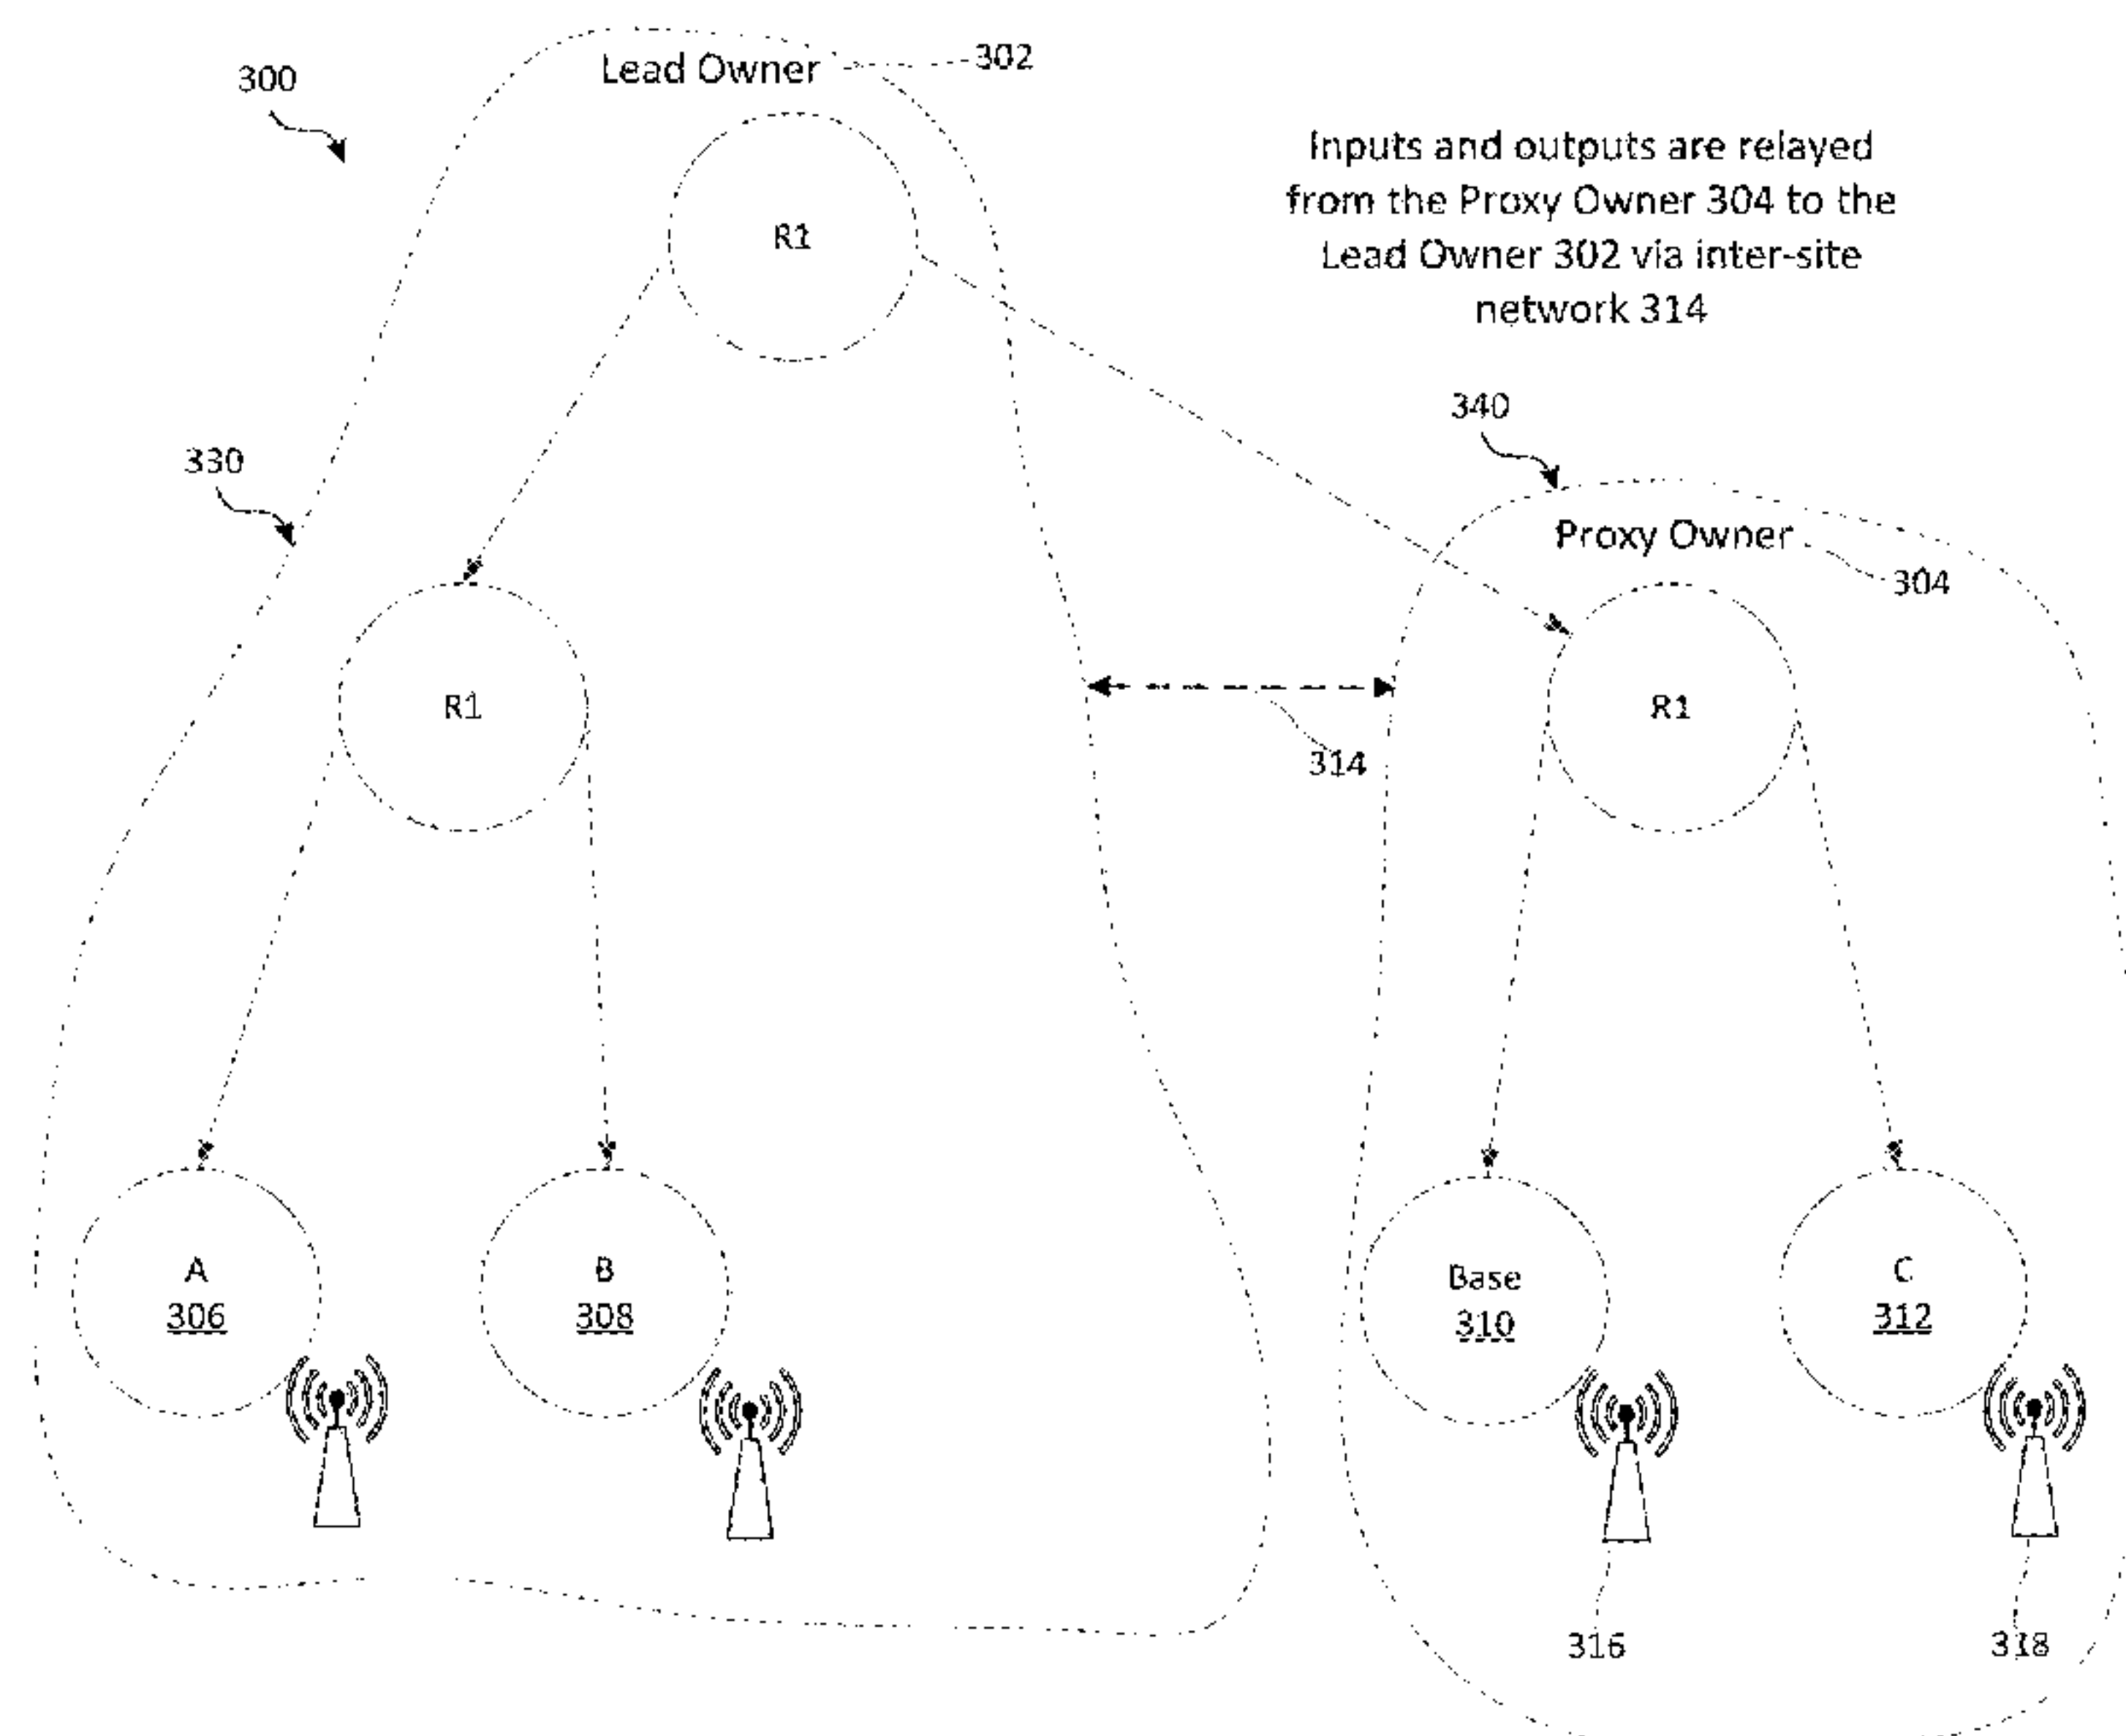 Lead Owner
302
300
R1
Inputs and outputs are relayed
from the Proxy Owner 304 to the
Lead Owner 302 via inter-site
network 314
340
330
Proxy Owner
304
R1
314
R1
A
306
B
308
Base
310
C
312
316
318